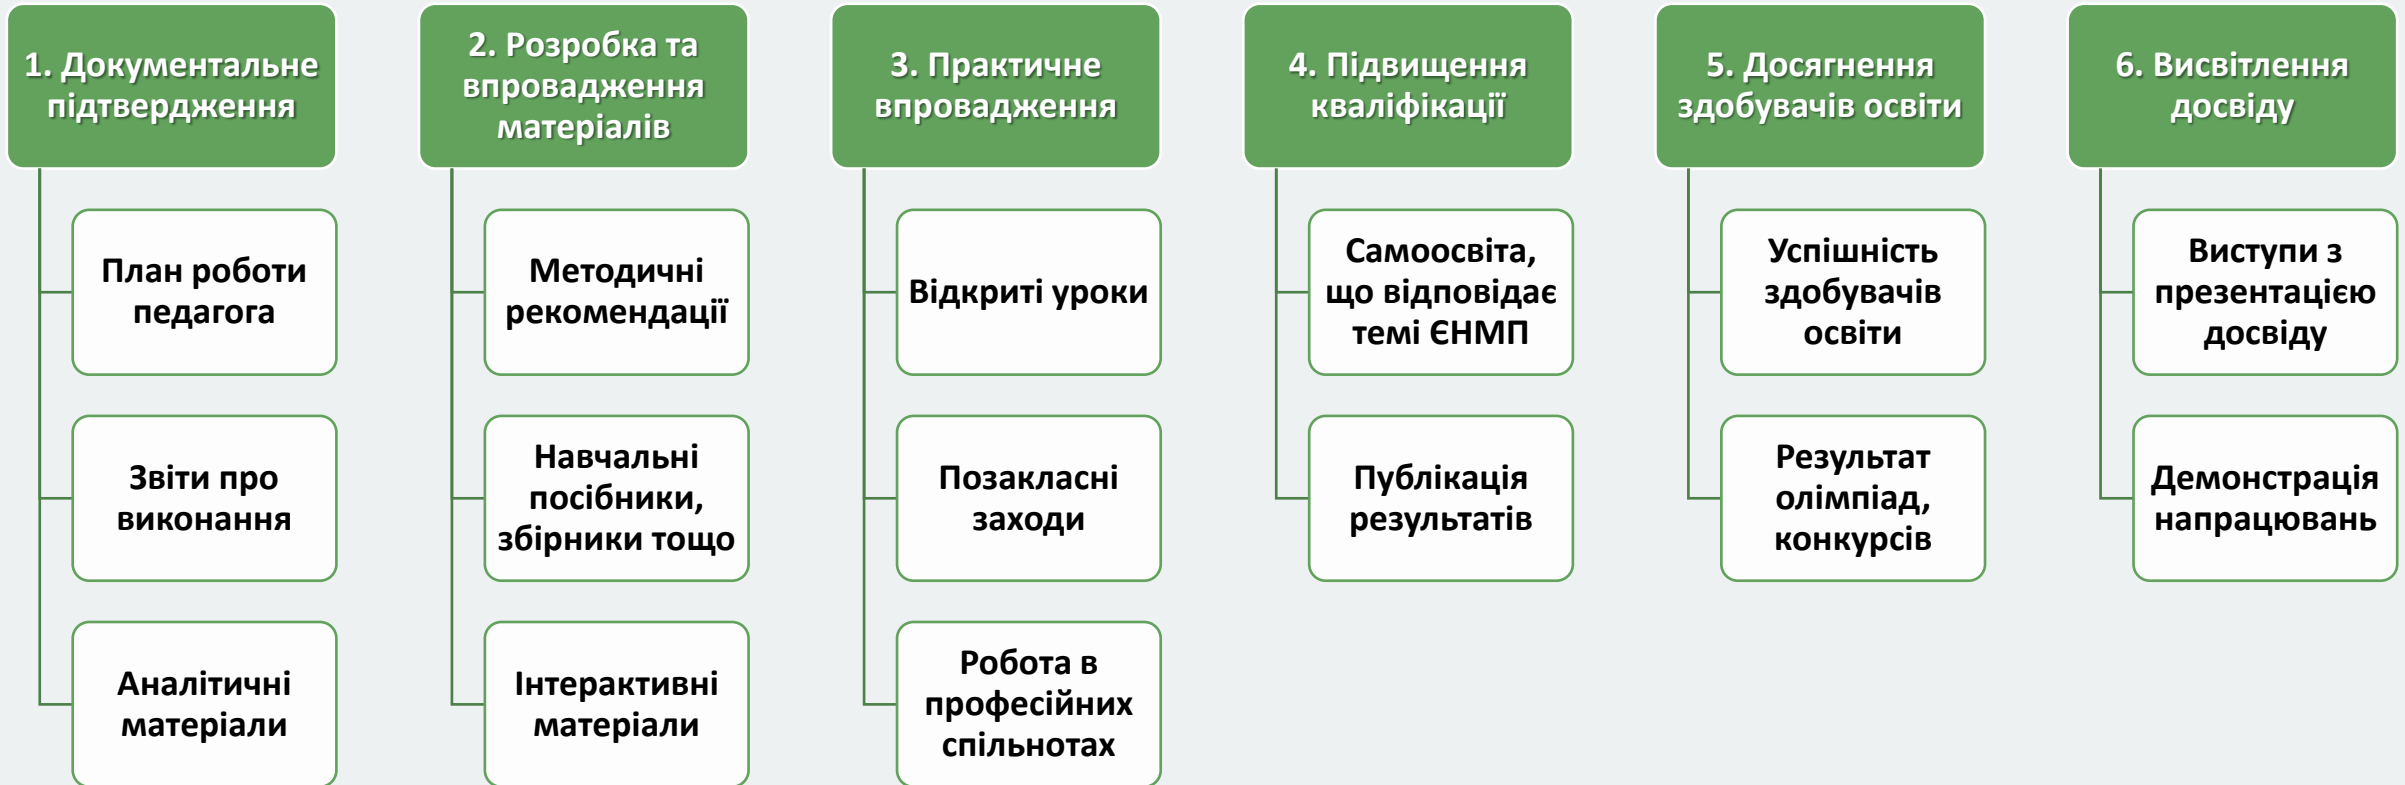 1. Документальне
підтвердження
План роботи
педагога
Звіти про
виконання
Аналітичні
матеріали
2. Розробка та
впровадження
матеріалів
Методичні
рекомендації
Навчальні
посібники,
збірники тощо
Інтерактивні
матеріали
3. Практичне
впровадження
Відкриті уроки
Позакласні
заходи
Робота в
професійних
спільнотах
4. Підвищення
кваліфікації
Самоосвіта,
що відповідає
темі ЄНМП
Публікація
результатів
5. Досягнення
здобувачів освіти
Успішність
здобувачів
освіти
Результат
олімпіад,
конкурсів
6. Висвітлення
досвіду
Виступи з
презентацією
досвіду
Демонстрація
напрацювань